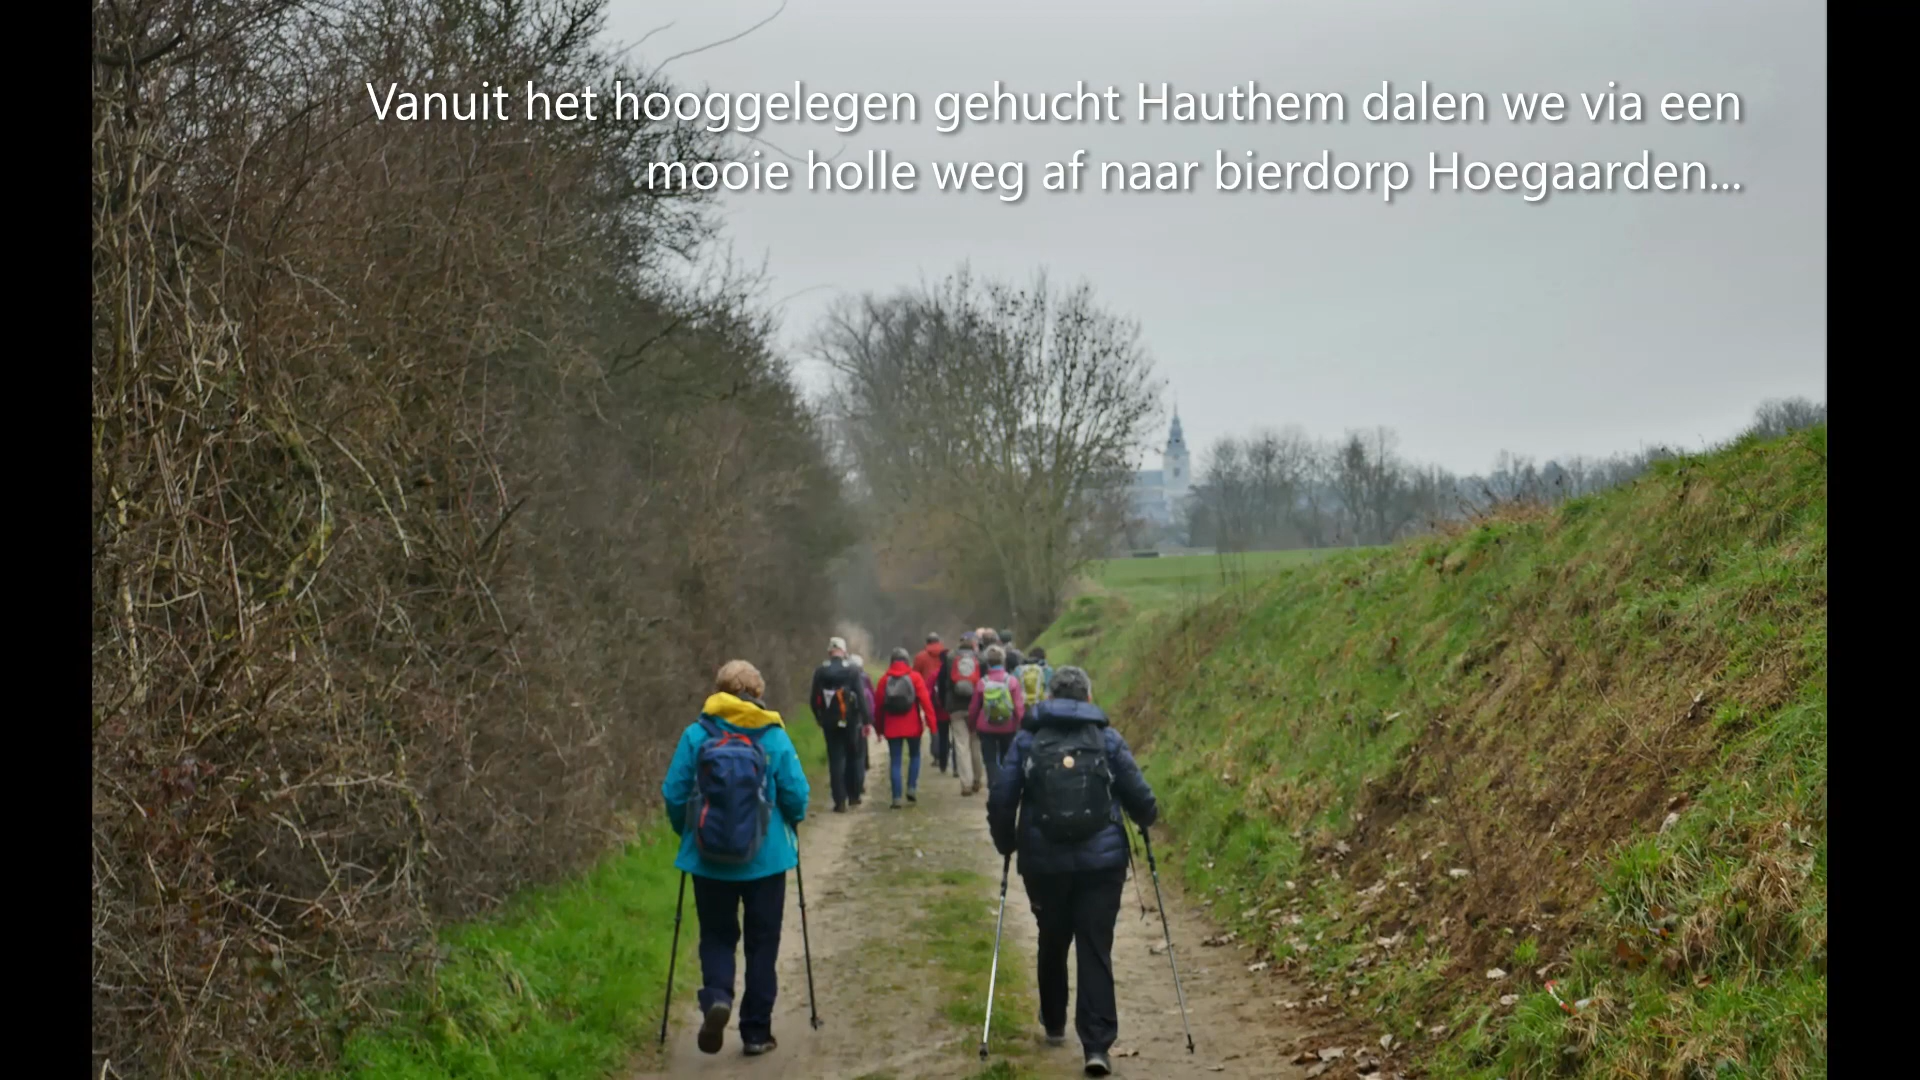 Vanuit het hooggelegen gehucht Hauthem dalen we via een
mooie holle weg af naar bierdorp Hoegaarden...